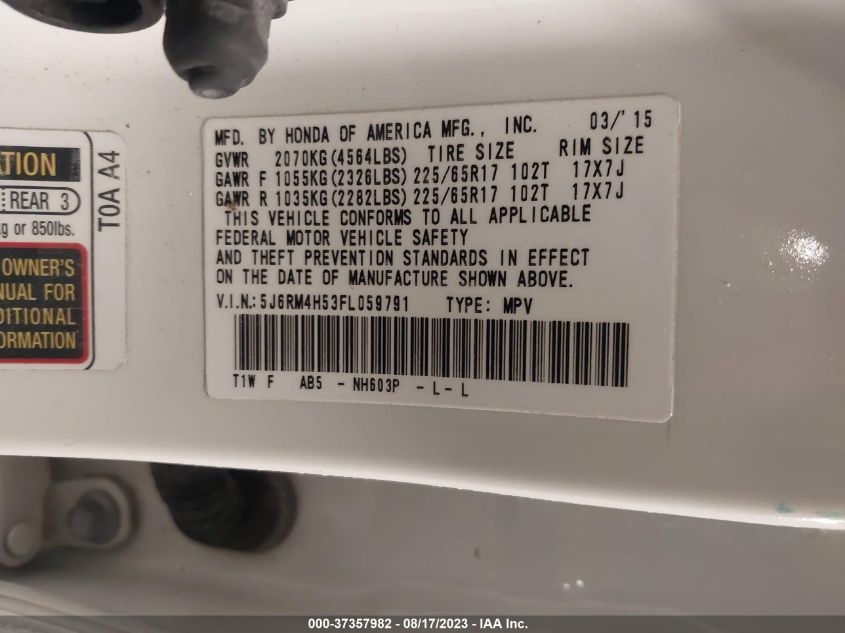 MFD. BY HONDA OF AMERICA MFG., INC. 03/'15
GVWR 2070KG(4564LBS) TIRE SIZE RIM SIZE
GAWR F 1055KG(2326LBS) 225/65R17 102T 17X7J
GAWR R 1035KG(2282LBS) 225/65R17 102T 17X7J
THIS VEHICLE CONFORMS TO ALL APPLICABLE
FEDERAL MOTOR VEHICLE SAFETY
AND THEFT PREVENTION STANDARDS IN EFFECT
ON THE DATE OF MANUFACTURE SHOWN ABOVE.
V.I.N.:5J6RM4H53FL059791 TYPE: MPV
T1W F AB5 - NH603P - L - L
REAR 3
or 850lbs.
OWNER'S
FOR
T0A A4
000-37357982 - 08/17/2023 - IAA Inc.